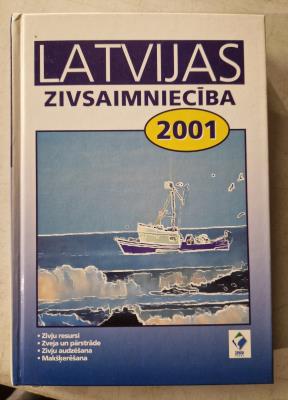 LATVIJAS
ZIVSAIMNIECĪBA
2001
• Zivju resursi
• Zveja un pārstrāde
• Zivju audzēšana
• Makšķerēšana